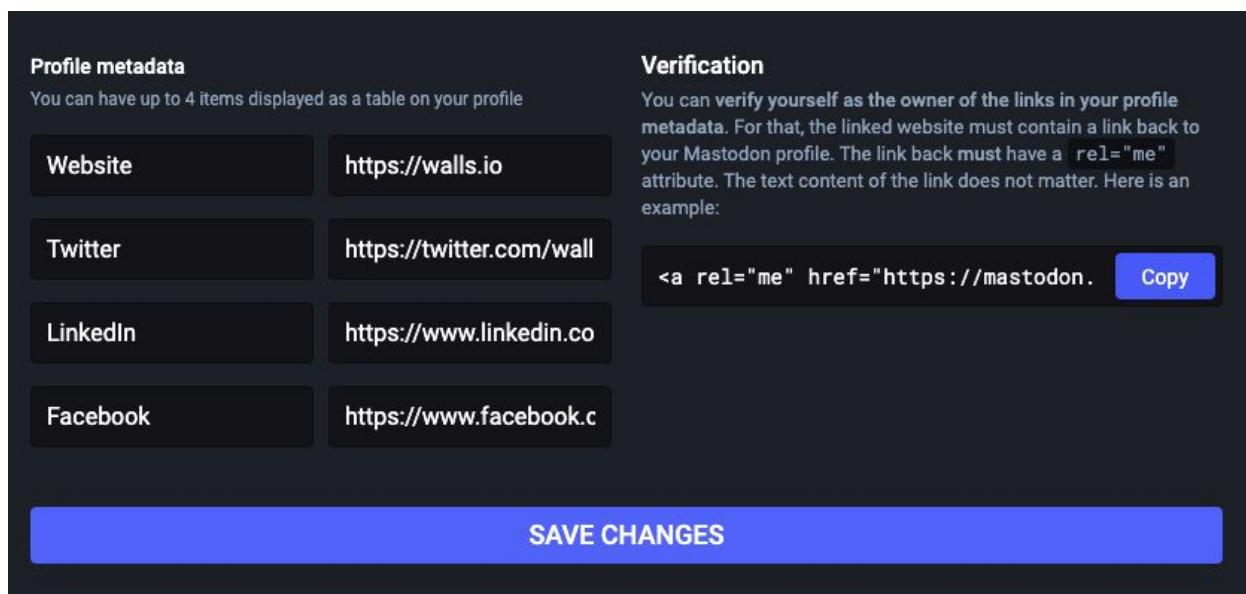 Profile metadata
You can have up to 4 items displayed as a table on your profile
Website
https://walls.io
Twitter
https://twitter.com/wall
LinkedIn
https://www.linkedin.co
Facebook
https://www.facebook.c
Verification
You can verify yourself as the owner of the links in your profile
metadata. For that, the linked website must contain a link back to
your Mastodon profile. The link back must have a rel="me"
attribute. The text content of the link does not matter. Here is an
example:
<a rel="me" href="https://mastodon.
Copy
SAVE CHANGES